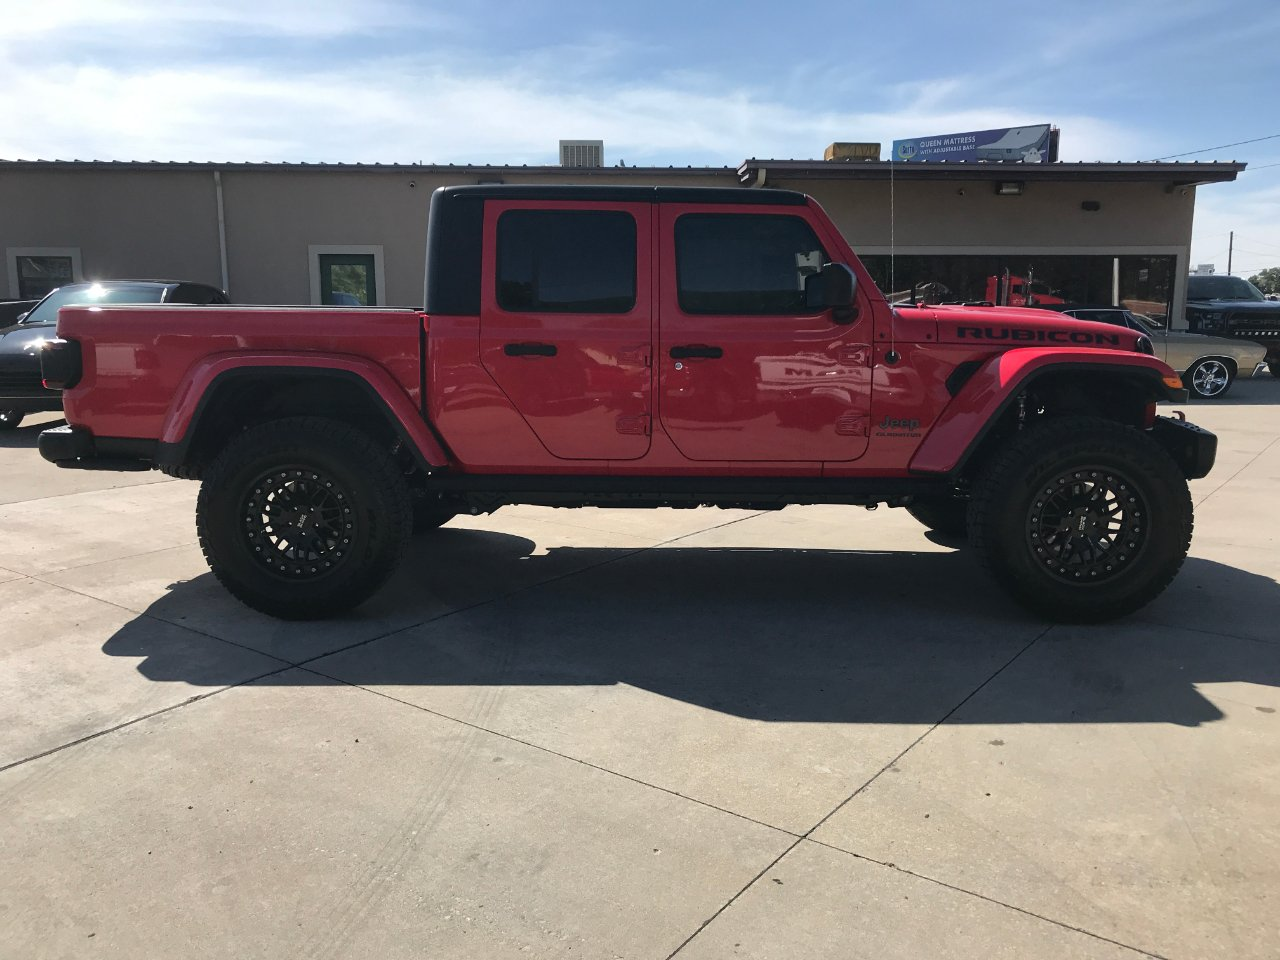 QUEEN MATTRESS
WITH ADJUSTABLE BASE
RUBICON
Jeep
GLADIATOR